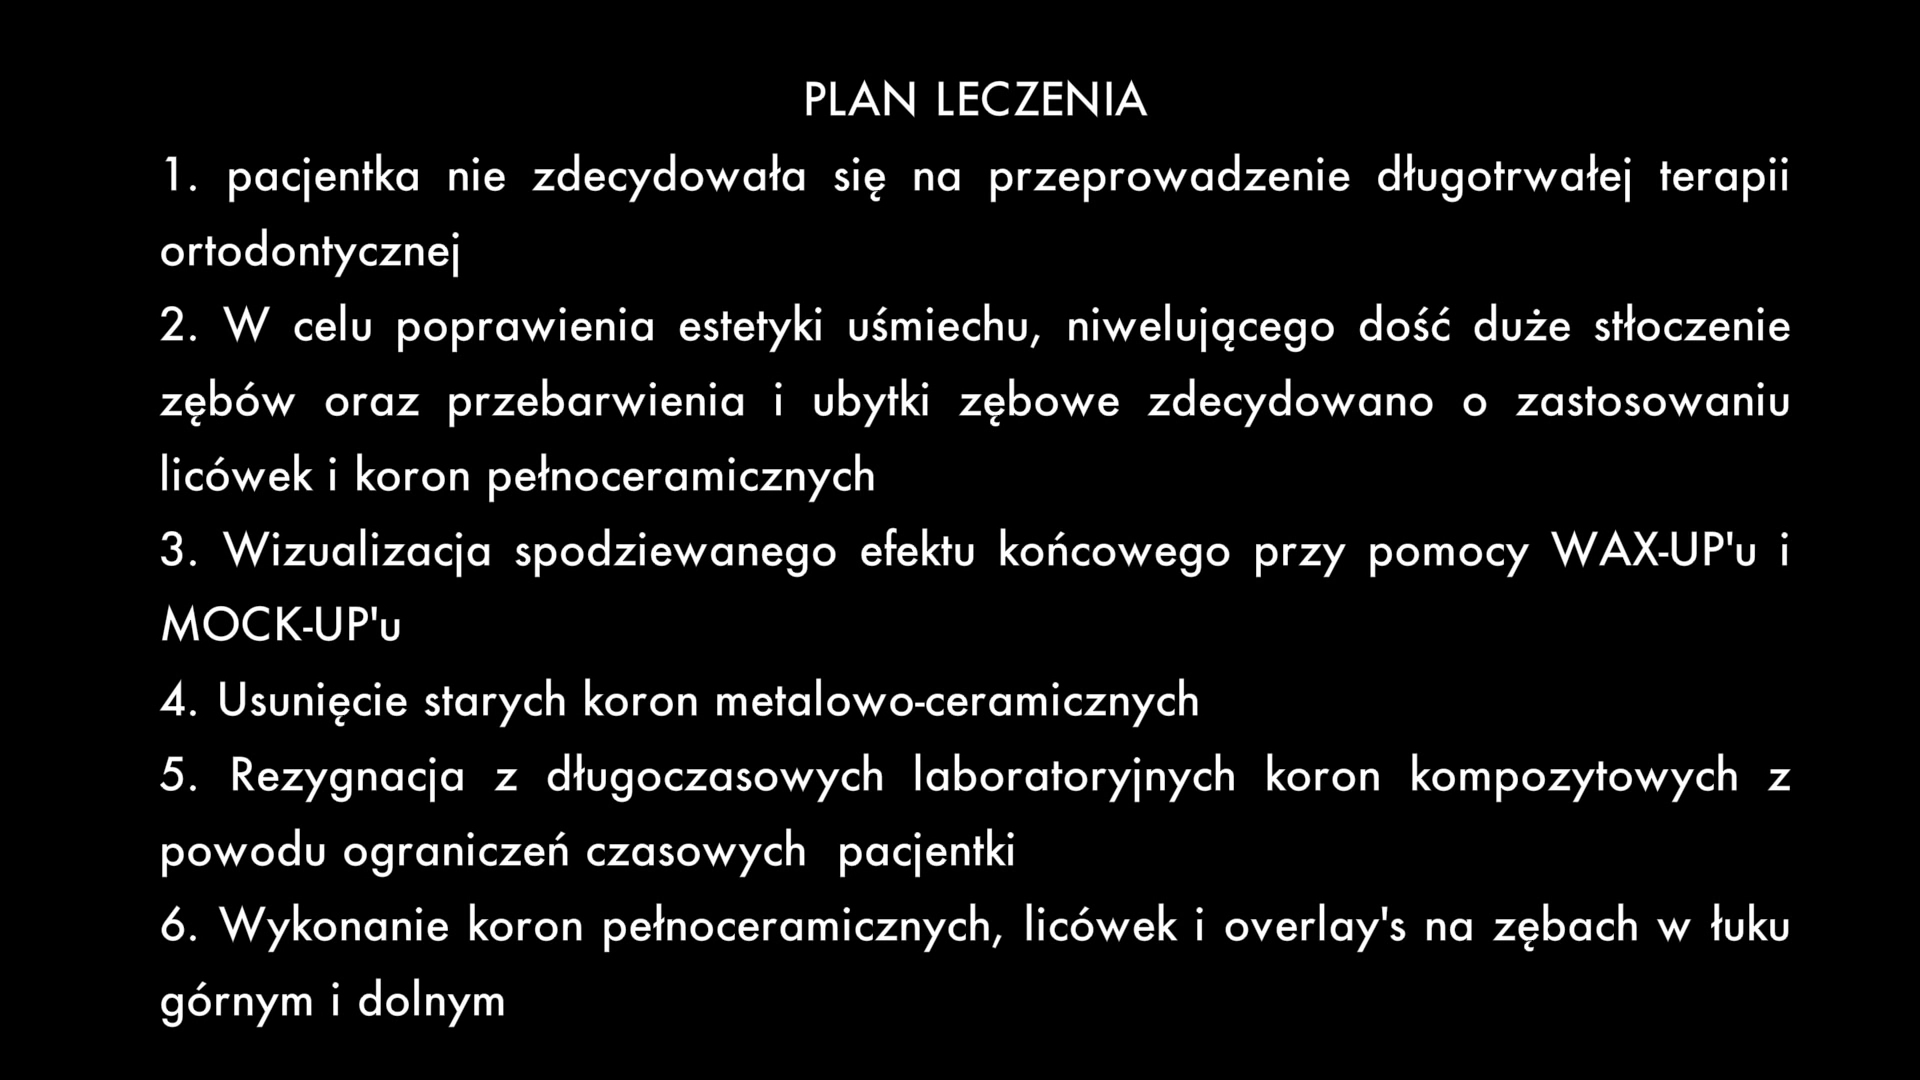 PLAN LECZENIA
1. pacjentka nie zdecydowała się na przeprowadzenie długotrwałej terapii
ortodontycznej
2. W celu poprawienia estetyki uśmiechu, niwelującego dość duże stłoczenie
zębów oraz przebarwienia i ubytki zębowe zdecydowano o zastosowaniu
licówek i koron pełnoceramicznych
3. Wizualizacja spodziewanego efektu końcowego przy pomocy WAX-UP'u i
MOCK-UP'u
4. Usunięcie starych koron metalowo-ceramicznych
5. Rezygnacja z długoczasowych laboratoryjnych koron kompozytowych z
powodu ograniczeń czasowych  pacjentki
6. Wykonanie koron pełnoceramicznych, licówek i overlay's na zębach w łuku
górnym i dolnym